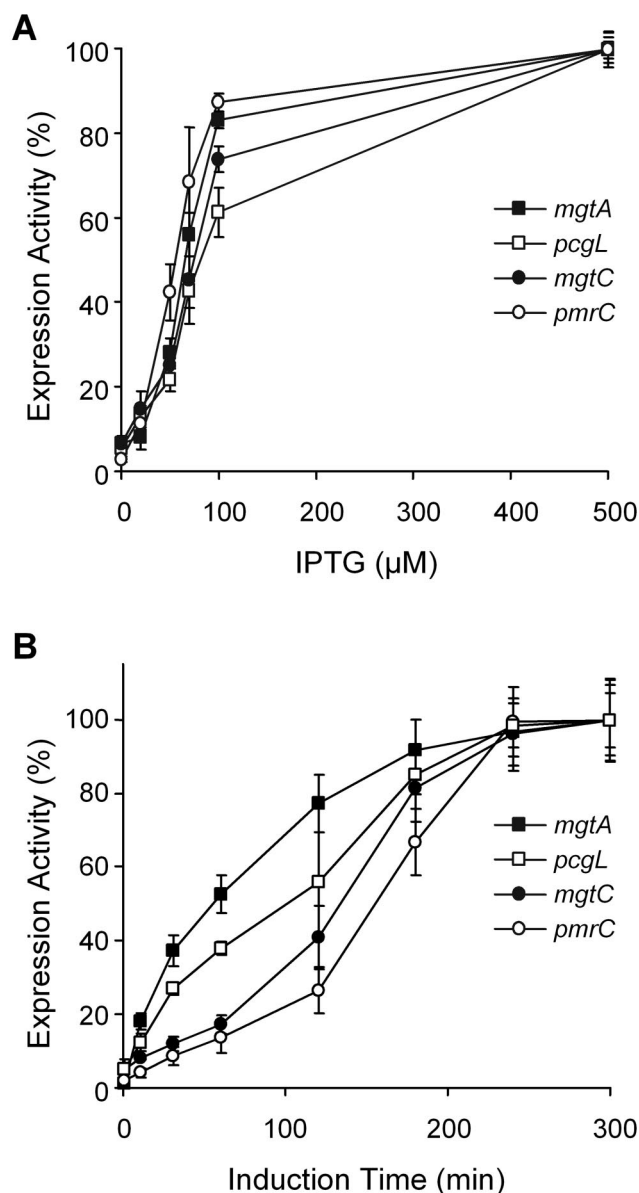 A
Expression Activity (%)
100
80
60
40
20
0
mgtA
pcgL
mgtC
pmrC
0 100 200 300 400 500
IPTG (µM)
B
Expression Activity (%)
100
80
60
40
20
0
mgtA
pcgL
mgtC
pmrC
0 100 200 300
Induction Time (min)